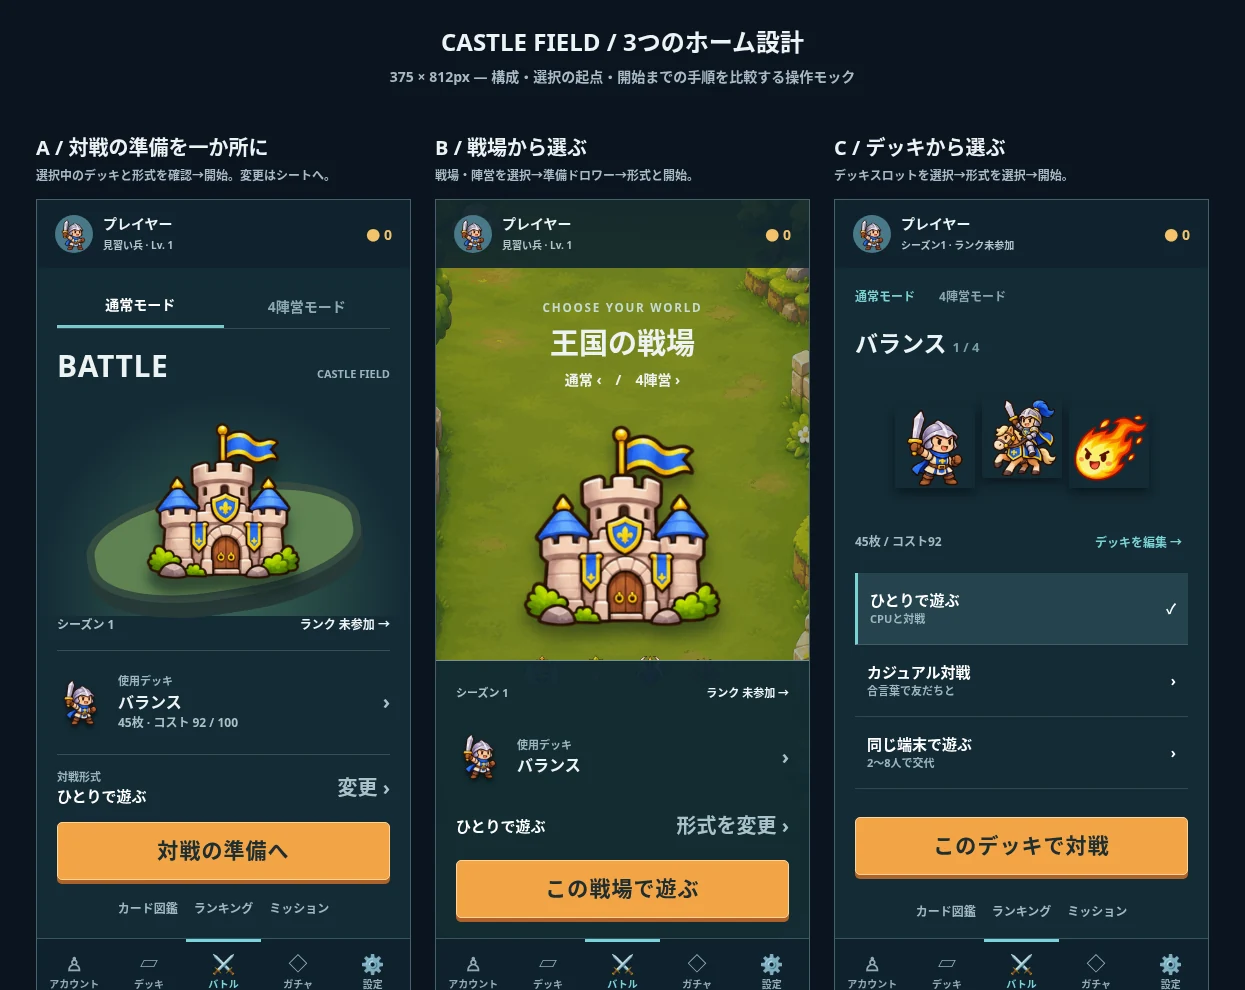 CASTLE FIELD / 3つのホーム設計
375 × 812px — 構成・選択の起点・開始までの手順を比較する操作モック
A / 対戦の準備を一か所に
選択中のデッキと形式を確認→開始。変更はシートへ。
プレイヤー
見習い兵 · Lv. 1
0
通常モード
4陣営モード
BATTLE
CASTLE FIELD
シーズン 1
ランク 未参加 →
使用デッキ
バランス
45枚 · コスト 92 / 100
›
対戦形式
ひとりで遊ぶ
変更 ›
対戦の準備へ
カード図鑑 ランキング ミッション
アカウント デッキ バトル ガチャ 設定
B / 戦場から選ぶ
戦場・陣営を選択→準備ドロワー→形式と開始。
プレイヤー
見習い兵 · Lv. 1
0
CHOOSE YOUR WORLD
王国の戦場
通常 ‹ / 4陣営 ›
シーズン 1
ランク 未参加 →
使用デッキ
バランス
›
ひとりで遊ぶ
形式を変更 ›
この戦場で遊ぶ
カード図鑑 ランキング ミッション
アカウント デッキ バトル ガチャ 設定
C / デッキから選ぶ
デッキスロットを選択→形式を選択→開始。
プレイヤー
シーズン1 · ランク未参加
0
通常モード 4陣営モード
バランス 1 / 4
45枚 / コスト92
デッキを編集 →
ひとりで遊ぶ
CPUと対戦
✓
カジュアル対戦
合言葉で友だちと
›
同じ端末で遊ぶ
2〜8人で交代
›
このデッキで対戦
カード図鑑 ランキング ミッション
アカウント デッキ バトル ガチャ 設定